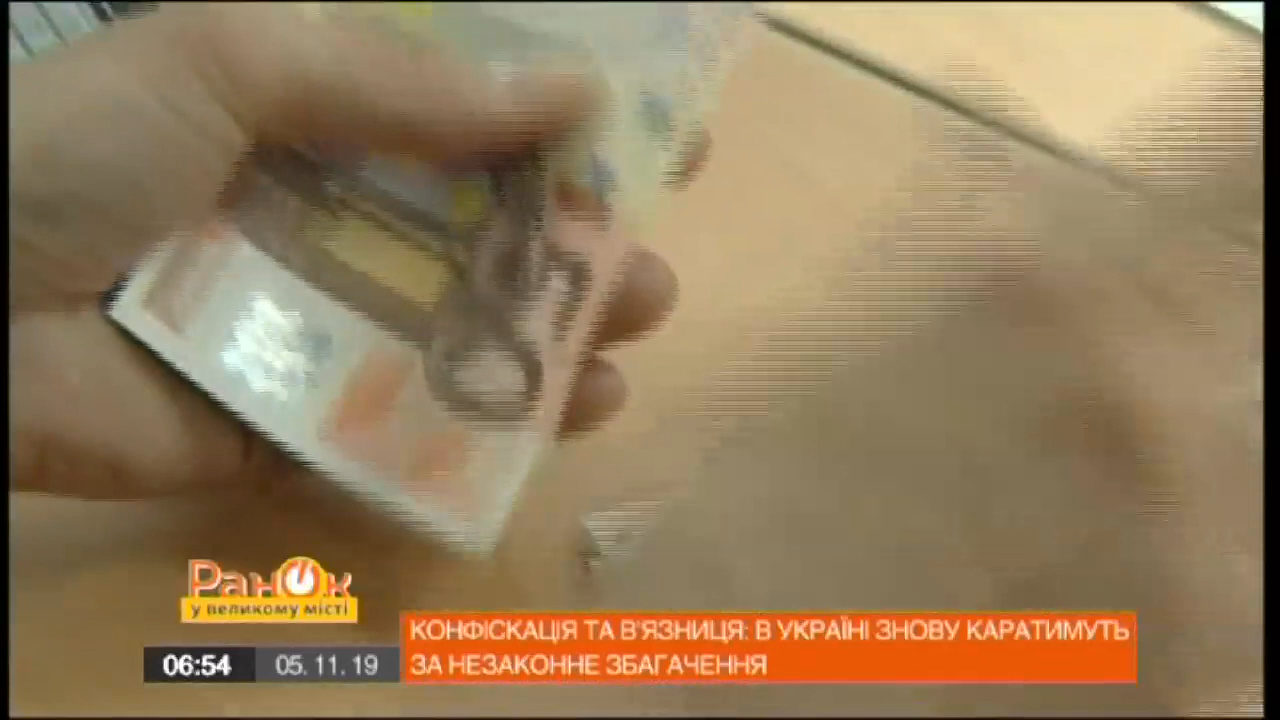 Ранок
у великому місті
КОНФІСКАЦІЯ ТА В'ЯЗНИЦЯ: В УКРАЇНІ ЗНОВУ КАРАТИМУТЬ
ЗА НЕЗАКОННЕ ЗБАГАЧЕННЯ
06:54 05. 11. 19